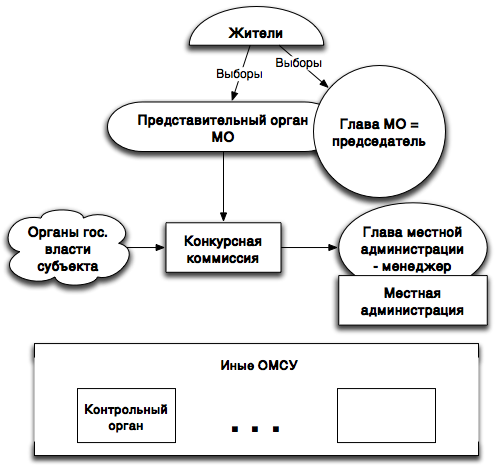 Жители
Выборы
Выборы
Представительный орган
МО
Глава МО =
председатель
Органы гос.
власти
субъекта
Конкурсная
комиссия
Глава местной
администрации
- менеджер
Местная
администрация
Иные ОМСУ
Контрольный
орган
. . .